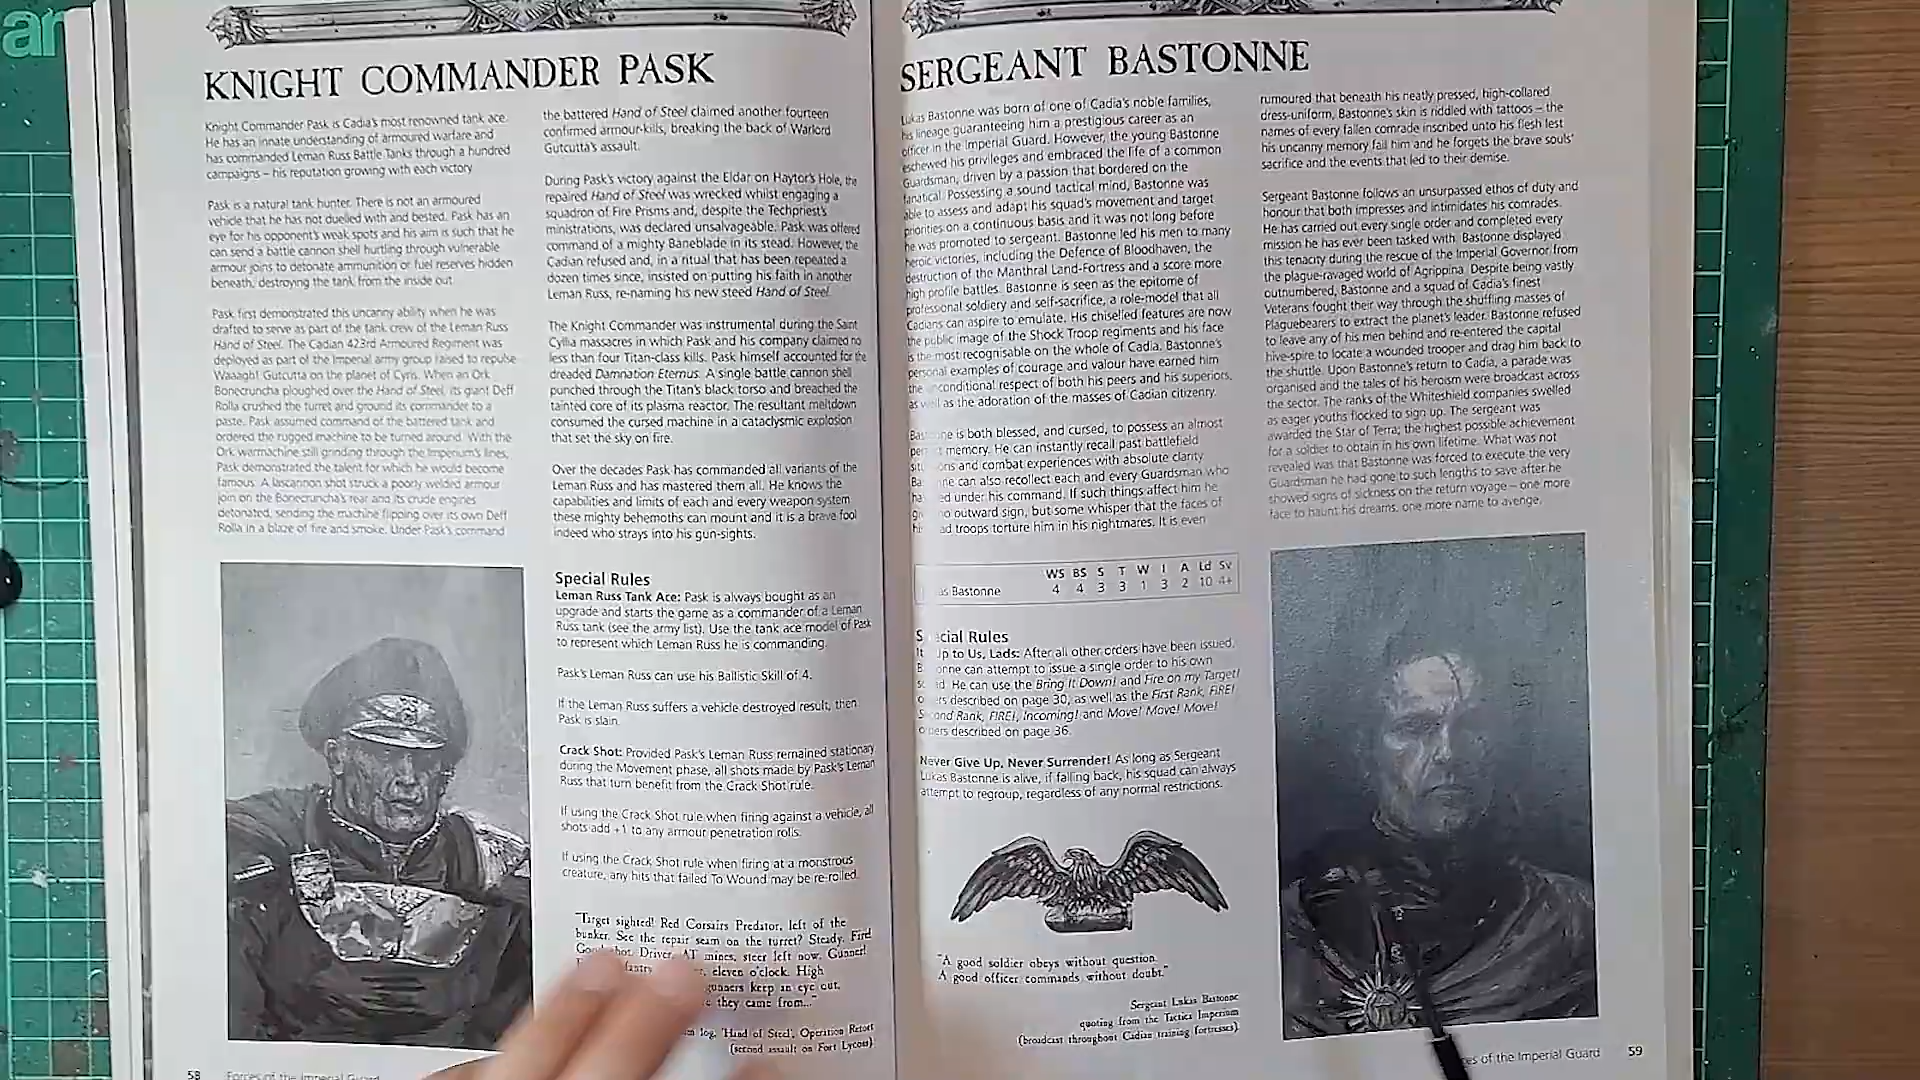 KNIGHT COMMANDER PASK
Knight Commander Pask is Cadia's most renowned tank ace.
He has an innate understanding of armoured warfare and
has commanded Leman Russ Battle Tanks through a hundred
campaigns – his reputation growing with each victory
Pask is a natural tank hunter. There is not an armoured
vehicle that he has not duelled with and bested. Pask has an
eye for his opponent's weak spots and his aim is such that he
can send a battle cannon shell hurtling through vulnerable
armour joins to detonate ammunition or fuel reserves hidden
beneath, destroying the tank from the inside out
Pask first demonstrated this uncanny ability when he was
drafted to serve as part of the tank crew of the Leman Russ
Hand of Steel. The Cadian 423rd Armoured Regiment was
deployed as part of the Imperial army group raised to repulse
Waaagh! Gutcutta on the planet of Cyris. When an Ork
Bonecruncha ploughed over the Hand of Steel, its giant Deff
Rolla crushed the turret and ground its commander to a
paste. Pask assumed command of the battered tank and
ordered the rugged machine to be turned around. With the
Ork warmachine still grinding through the Imperium's lines,
Pask demonstrated the talent for which he would become
famous. A lascannon shot struck a poorly welded armour
join on the Bonecruncha's rear and its crude engines
detonated, sending the machine flipping over its own Deff
Rolla in a blaze of fire and smoke. Under Pask's command
the battered Hand of Steel claimed another fourteen
confirmed armour-kills, breaking the back of Warlord
Gutcutta's assault.
During Pask's victory against the Eldar on Haytor's Hole, the
repaired Hand of Steel was wrecked whilst engaging a
squadron of Fire Prisms and, despite the Techpriest's
ministrations, was declared unsalvageable. Pask was offered
command of a mighty Baneblade in its stead. However, the
Cadian refused and, in a ritual that has been repeated a
dozen times since, insisted on putting his faith in another
Leman Russ, re-naming his new steed Hand of Steel.
The Knight Commander was instrumental during the Saint
Cyllia massacres in which Pask and his company claimed no
less than four Titan-class kills. Pask himself accounted for the
dreaded Damnation Eternus. A single battle cannon shell
punched through the Titan's black torso and breached the
tainted core of its plasma reactor. The resultant meltdown
consumed the cursed machine in a cataclysmic explosion
that set the sky on fire.
Over the decades Pask has commanded all variants of the
Leman Russ and has mastered them all. He knows the
capabilities and limits of each and every weapon system
these mighty behemoths can mount and it is a brave fool
indeed who strays into his gun-sights.
Special Rules
Leman Russ Tank Ace: Pask is always bought as an
upgrade and starts the game as a commander of a Leman
Russ tank (see the army list). Use the tank ace model of Pask
to represent which Leman Russ he is commanding.
Pask's Leman Russ can use his Ballistic Skill of 4.
If the Leman Russ suffers a vehicle destroyed result, then
Pask is slain.
Crack Shot: Provided Pask's Leman Russ remained stationary
during the Movement phase, all shots made by Pask's Leman
Russ that turn benefit from the Crack Shot rule.
If using the Crack Shot rule when firing against a vehicle, all
shots add +1 to any armour penetration rolls.
If using the Crack Shot rule when firing at a monstrous
creature, any hits that failed To Wound may be re-rolled.
"Target sighted! Red Corsairs Predator, left of the
bunker. See the repair seam on the turret? Steady. Fire!
shot. Driver, AT mines, steer left now. Gunner!
eleven o'clock. High
gunners keep an eye out,
they came from..."
log, 'Hand of Steel', Operation Retort
(second assault on Fort Lycoss)
58 Forces of the Imperial Guard
SERGEANT BASTONNE
Lukas Bastonne was born of one of Cadia's noble families,
his lineage guaranteeing him a prestigious career as an
officer in the Imperial Guard. However, the young Bastonne
eschewed his privileges and embraced the life of a common
Guardsman, driven by a passion that bordered on the
fanatical. Possessing a sound tactical mind, Bastonne was
able to assess and adapt his squad's movement and target
priorities on a continuous basis and it was not long before
he was promoted to sergeant. Bastonne led his men to many
heroic victories, including the Defence of Bloodhaven, the
destruction of the Manthral Land-Fortress and a score more
high profile battles. Bastonne is seen as the epitome of
professional soldiery and self-sacrifice, a role-model that all
Cadians can aspire to emulate. His chiselled features are now
the public image of the Shock Troop regiments and his face
is the most recognisable on the whole of Cadia. Bastonne's
personal examples of courage and valour have earned him
the unconditional respect of both his peers and his superiors,
as well as the adoration of the masses of Cadian citizenry.
Bastonne is both blessed, and cursed, to possess an almost
memory. He can instantly recall past battlefield
and combat experiences with absolute clarity
can also recollect each and every Guardsman who
under his command. If such things affect him he
no outward sign, but some whisper that the faces of
troops torture him in his nightmares. It is even
WS BS S T W I A Ld Sv
Bastonne 4 4 3 3 1 3 2 10 4+
Special Rules
Up to Us, Lads: After all other orders have been issued,
can attempt to issue a single order to his own
He can use the Bring It Down! and Fire on my Target!
described on page 30, as well as the First Rank, FIRE!
Second Rank, FIRE!, Incoming! and Move! Move! Move!
orders described on page 36.
Never Give Up, Never Surrender! As long as Sergeant
Lukas Bastonne is alive, if falling back, his squad can always
attempt to regroup, regardless of any normal restrictions.
"A good soldier obeys without question.
A good officer commands without doubt."
Sergeant Lukas Bastonne
quoting from the Tactica Imperium
(broadcast throughout Cadian training fortresses)
rumoured that beneath his neatly pressed, high-collared
dress-uniform, Bastonne's skin is riddled with tattoos – the
names of every fallen comrade inscribed unto his flesh lest
his uncanny memory fail him and he forgets the brave souls'
sacrifice and the events that led to their demise.
Sergeant Bastonne follows an unsurpassed ethos of duty and
honour that both impresses and intimidates his comrades.
He has carried out every single order and completed every
mission he has ever been tasked with. Bastonne displayed
this tenacity during the rescue of the Imperial Governor from
the plague-ravaged world of Agrippina. Despite being vastly
outnumbered, Bastonne and a squad of Cadia's finest
Veterans fought their way through the shuffling masses of
Plaguebearers to extract the planet's leader. Bastonne refused
to leave any of his men behind and re-entered the capital
hive-spire to locate a wounded trooper and drag him back to
the shuttle. Upon Bastonne's return to Cadia, a parade was
organised and the tales of his heroism were broadcast across
the sector. The ranks of the Whiteshield companies swelled
as eager youths flocked to sign up. The sergeant was
awarded the Star of Terra; the highest possible achievement
for a soldier to obtain in his own lifetime. What was not
revealed was that Bastonne was forced to execute the very
Guardsman he had gone to such lengths to save after he
showed signs of sickness on the return voyage – one more
face to haunt his dreams, one more name to avenge.
of the Imperial Guard 59